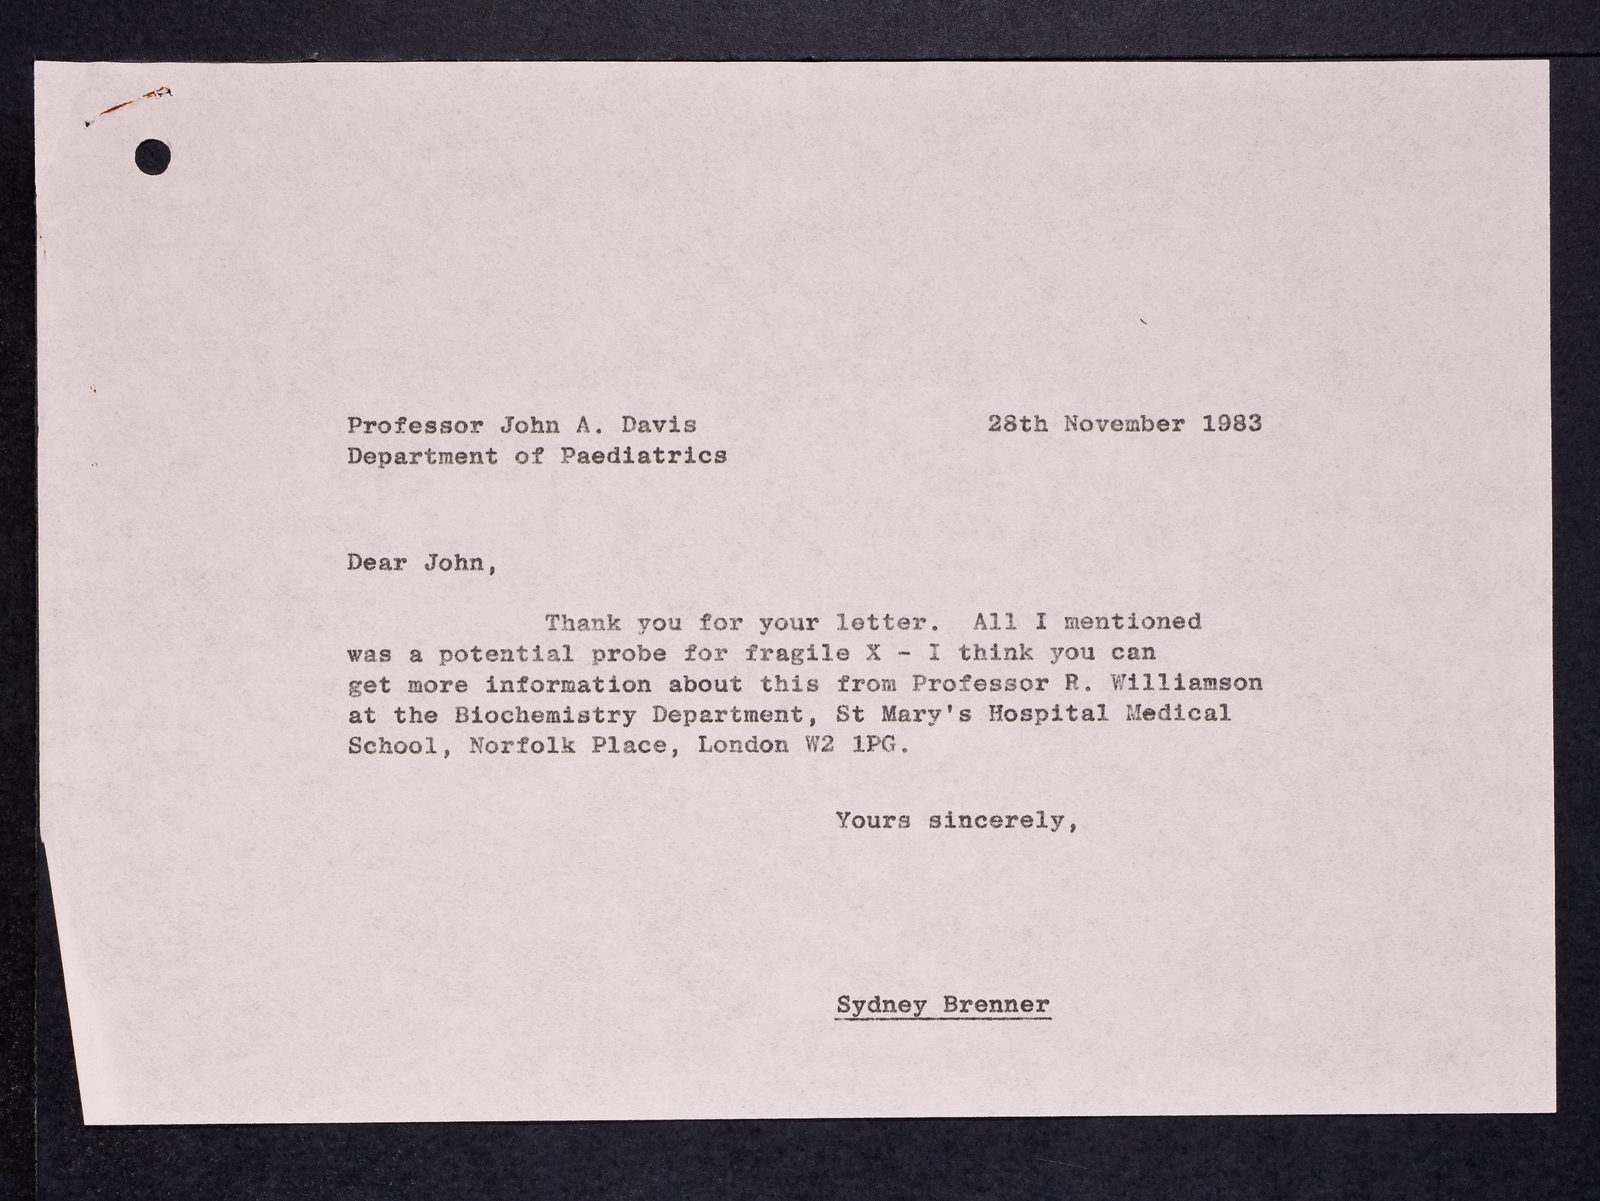 Professor John A. Davis 28th November 1983
Department of Paediatrics
Dear John,
Thank you for your letter. All I mentioned
was a potential probe for fragile X - I think you can
get more information about this from Professor R. Williamson
at the Biochemistry Department, St Mary's Hospital Medical
School, Norfolk Place, London W2 1PG.
Yours sincerely,
Sydney Brenner